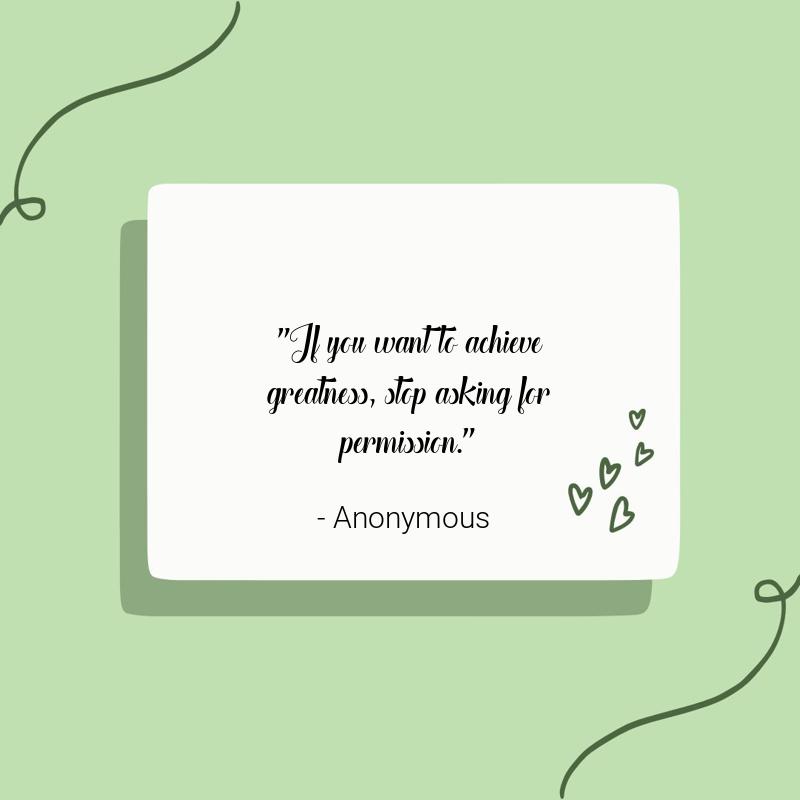 "If you want to achieve
greatness, stop asking for
permission."
- Anonymous